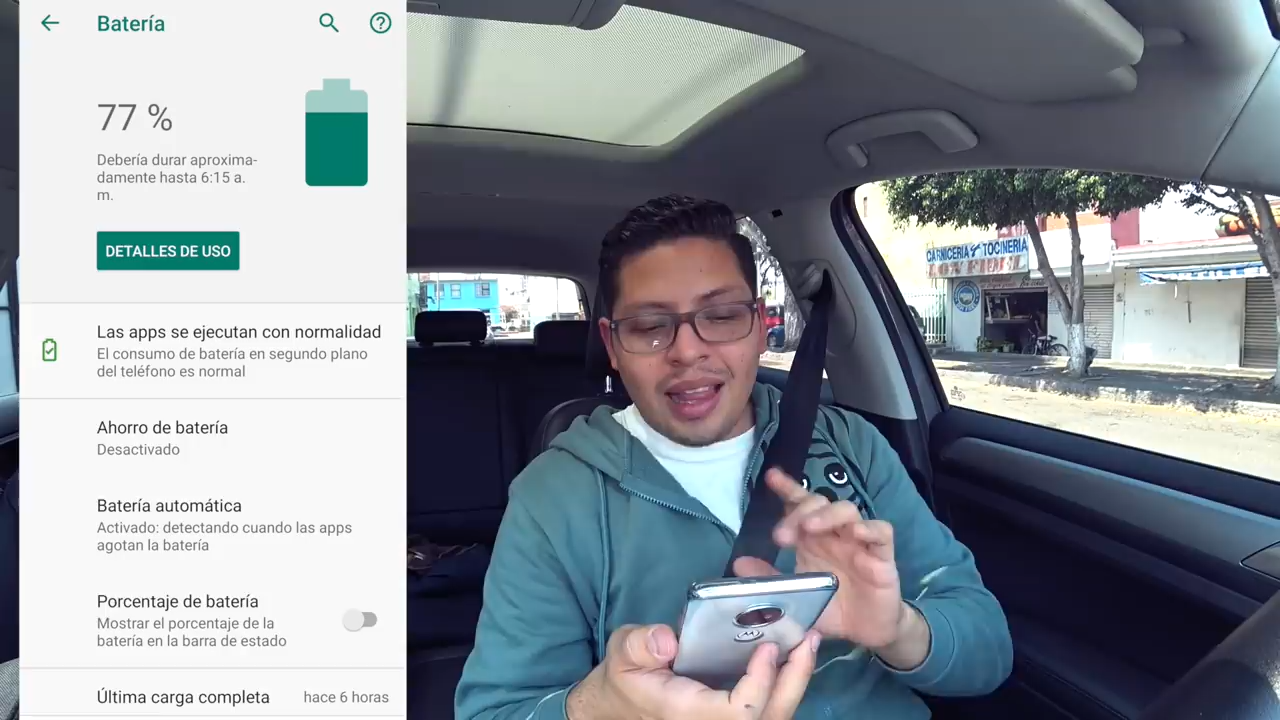 Batería
77 %
Debería durar aproxima-
damente hasta 6:15 a.
m.
DETALLES DE USO
Las apps se ejecutan con normalidad
El consumo de batería en segundo plano
del teléfono es normal
Ahorro de batería
Desactivado
Batería automática
Activado: detectando cuando las apps
agotan la batería
Porcentaje de batería
Mostrar el porcentaje de la
batería en la barra de estado
Última carga completa
hace 6 horas
CARNICERIA Y TOCINERIA